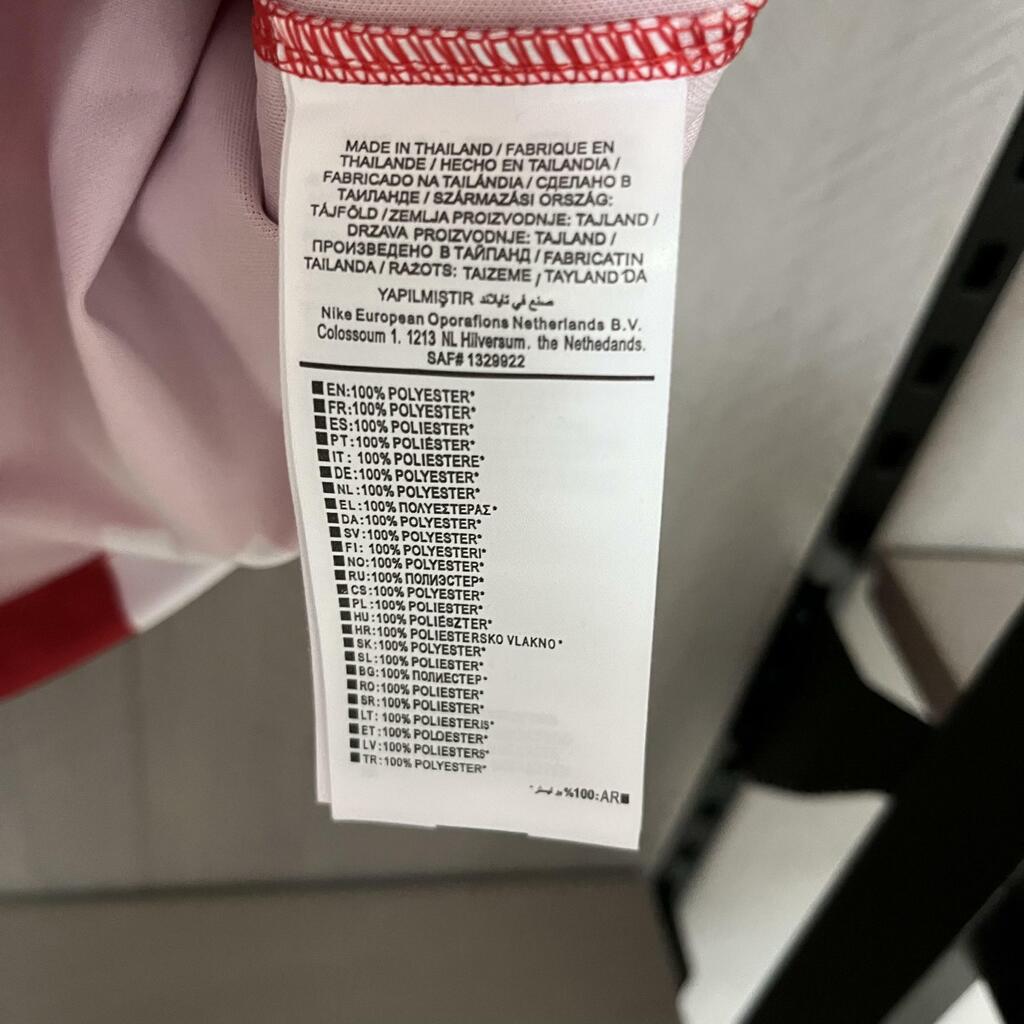 MADE IN THAILAND / FABRIQUE EN
THAILANDE / HECHO EN TAILANDIA /
FABRICADO NA TAILÁNDIA / СДЕЛАНО В
ТАИЛАНДЕ / SZÁRMAZÁSI ORSZÁG:
TÁJFÖLD / ZEMLJA PROIZVODNJE: TAJLAND /
DRZAVA PROIZVODNJE: TAJLAND /
ПРОИЗВЕДЕНО В ТАЙПАНД / FABRICATIN
TAILANDA / RAŽOTS: TAIZEME / TAYLAND'DA
YAPILMIŞTIR صنع في تايلاند
Nike European Oporafions Netherlands B.V.
Colossoum 1. 1213 NL Hilversum. the Nethedands.
SAF# 1329922
EN:100% POLYESTER*
FR:100% POLYESTER*
ES:100% POLIESTER*
PT:100% POLIÉSTER*
IT: 100% POLIESTERE*
DE:100% POLYESTER*
NL:100% POLYESTER*
EL:100% ПОЛΥΕΣΤΕΡΑΣ*
DA:100% POLYESTER*
SV:100% POLYESTER*
FI: 100% POLYESTERI*
NO:100% POLYESTER*
RU:100% ПОЛИЭСТЕР*
CS:100% POLYESTER*
PL:100% POLIESTER*
HU:100% POLIÉSZTER*
HR:100% POLIESTERSKO VLAKNO*
SK:100% POLYESTER*
SL:100% POLIESTER*
BG:100% ПОЛИЕСТЕР*
RO:100% POLIESTER*
SR:100% POLIESTER*
LT: 100% POLIESTERIS*
ET:100% POLOESTER*
LV:100% POLIESTERS*
TR:100% POLYESTER*
%100:AR